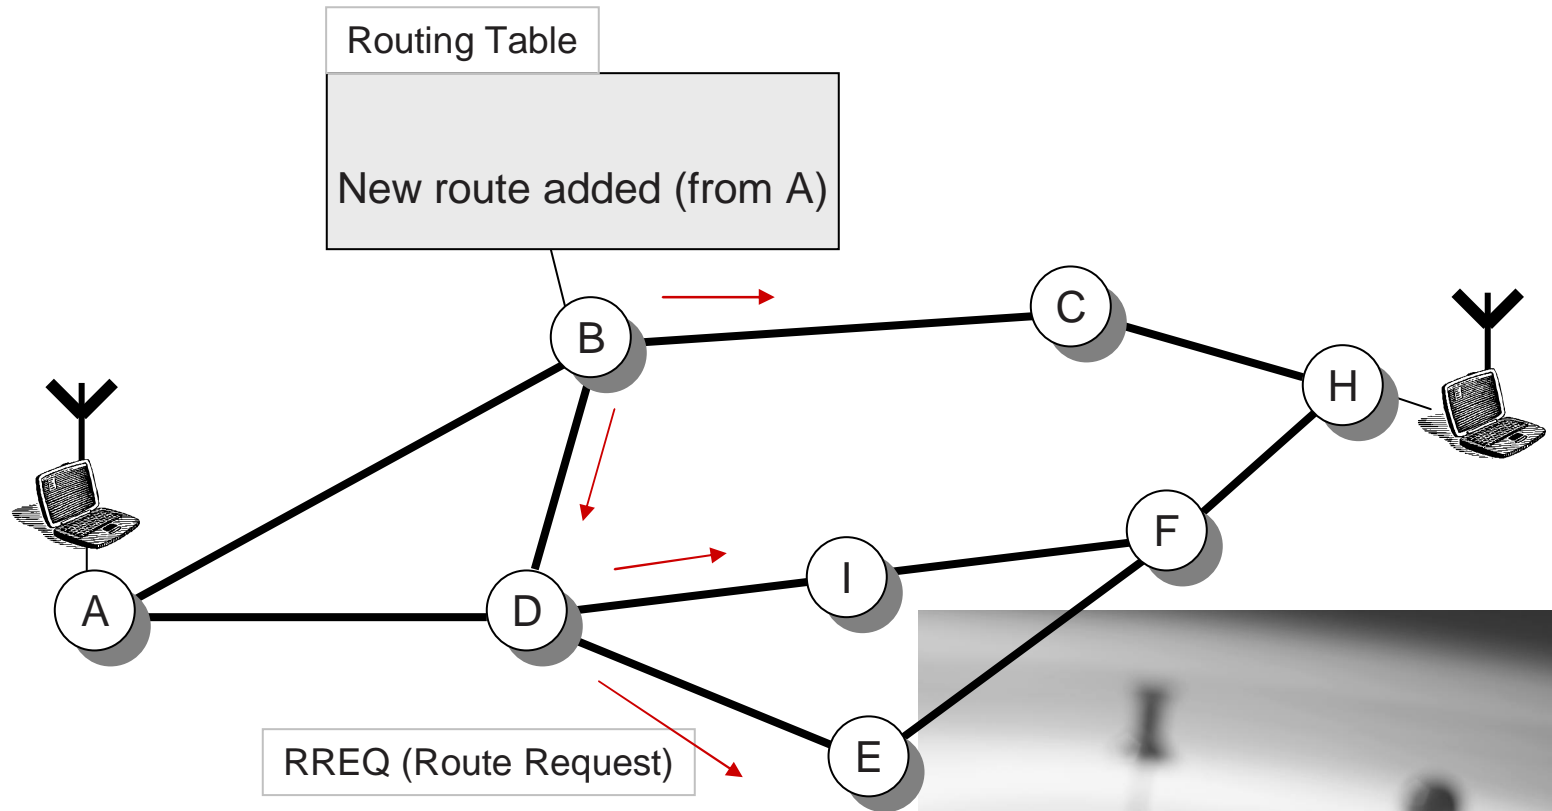 Routing Table
New route added (from A)
B
C
H
F
I
A
D
E
RREQ (Route Request)